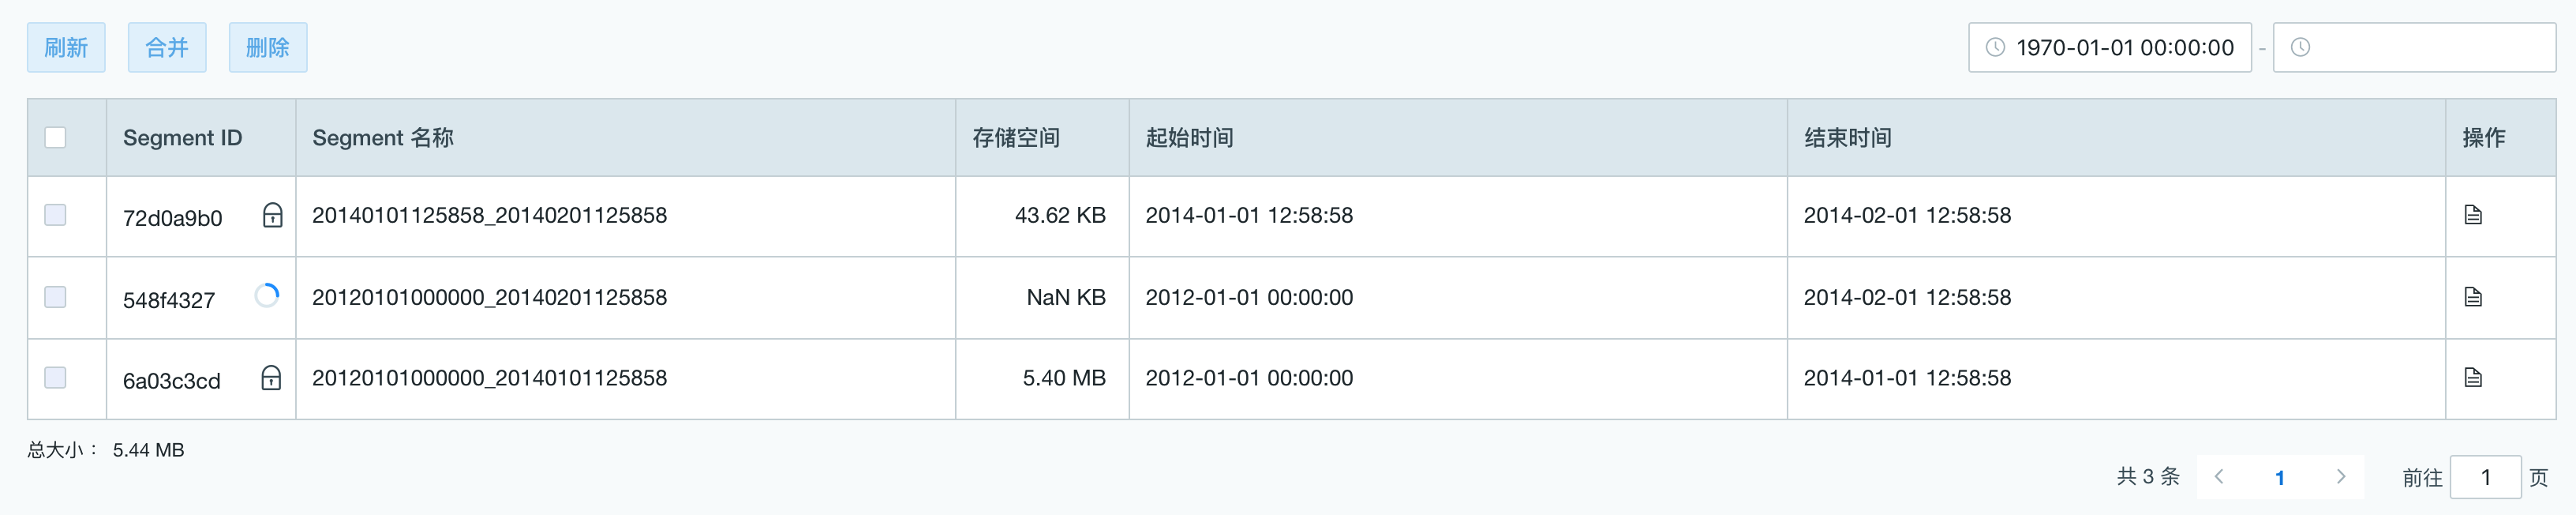 刷新 合并 删除 1970-01-01 00:00:00 -
Segment ID Segment 名称 存储空间 起始时间 结束时间 操作
72d0a9b0 20140101125858_20140201125858 43.62 KB 2014-01-01 12:58:58 2014-02-01 12:58:58
548f4327 20120101000000_20140201125858 NaN KB 2012-01-01 00:00:00 2014-02-01 12:58:58
6a03c3cd 20120101000000_20140101125858 5.40 MB 2012-01-01 00:00:00 2014-01-01 12:58:58
总大小： 5.44 MB
共 3 条 1 前往 1 页